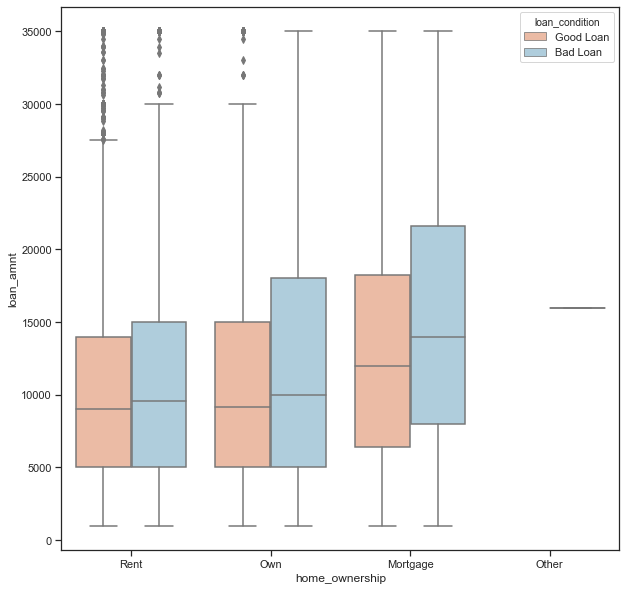 loan_condition
Good Loan
Bad Loan
35000
30000
25000
20000
15000
10000
5000
0
loan_amnt
Rent
Own
Mortgage
Other
home_ownership